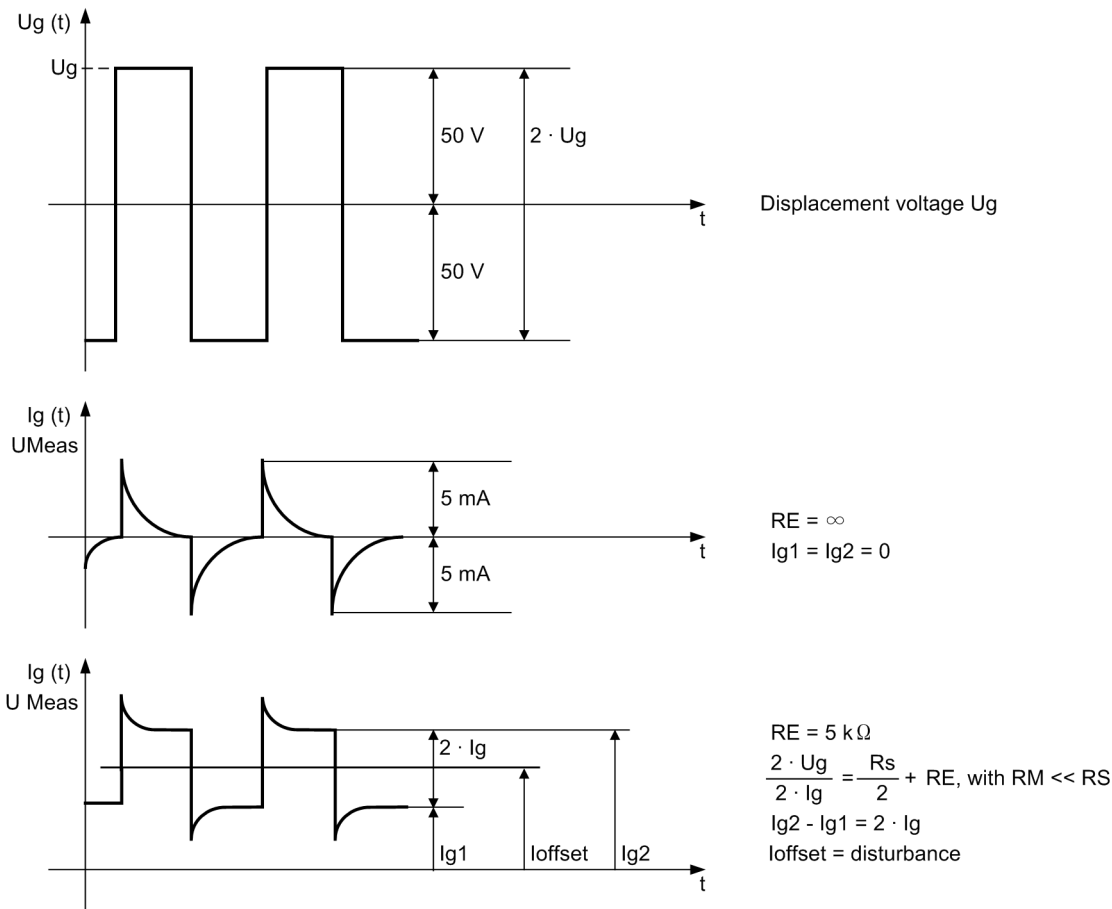 Ug (t)
Ug
50 V
2 · Ug
t
Displacement voltage Ug
50 V
Ig (t)
UMeas
5 mA
5 mA
t
RE = ∞
Ig1 = Ig2 = 0
Ig (t)
U Meas
2 · Ig
Ig1
Ioffset
Ig2
t
RE = 5 kΩ
2 · Ug
2 · Ig
=
Rs
2
+ RE, with RM << RS
Ig2 - Ig1 = 2 · Ig
Ioffset = disturbance